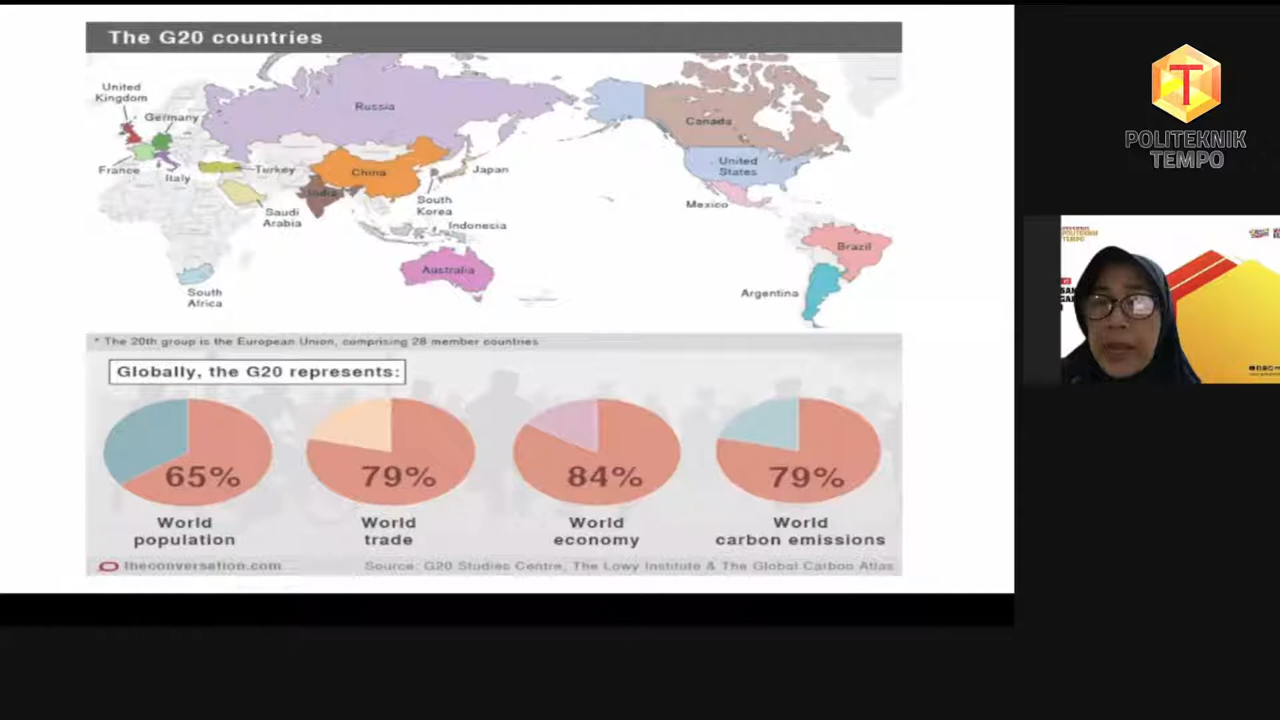 The G20 countries
United
Kingdom
Germany
Russia
Canada
France
Italy
Turkey
China
Japan
United
States
India
Saudi
Arabia
South
Korea
Mexico
Indonesia
Australia
Brazil
South
Africa
Argentina
* The 20th group is the European Union, comprising 28 member countries
Globally, the G20 represents:
65%
79%
84%
79%
World
population
World
trade
World
economy
World
carbon emissions
theconversation.com
Source: G20 Studies Centre, The Lowy Institute & The Global Carbon Atlas
T
POLITEKNIK
TEMPO
POLITEKNIK
TEMPO